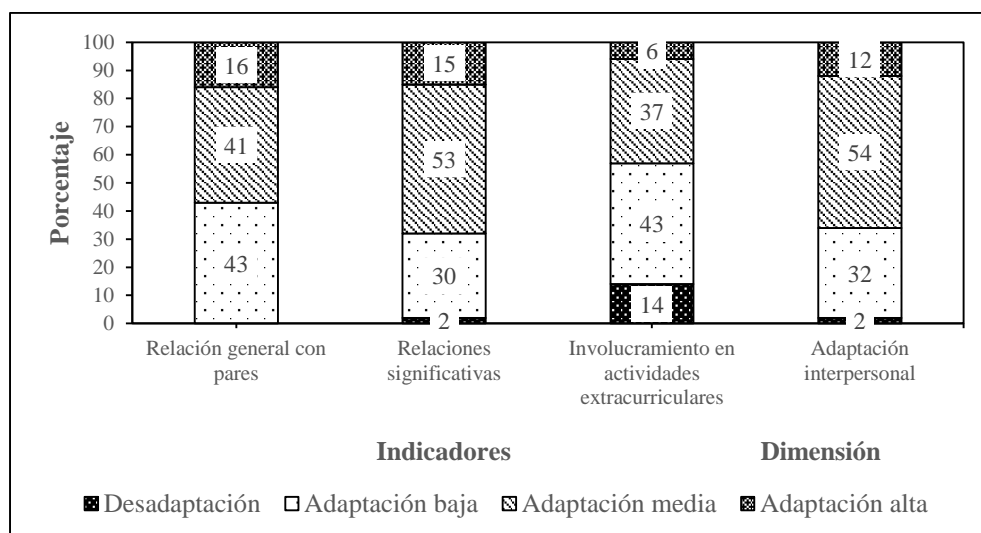 Porcentaje
100
90
80
70
60
50
40
30
20
10
0
16
41
43
15
53
30
2
6
37
43
14
12
54
32
2
Relación general con
pares
Relaciones
significativas
Involucramiento en
actividades
extracurriculares
Adaptación
interpersonal
Indicadores
Dimensión
Desadaptación
Adaptación baja
Adaptación media
Adaptación alta